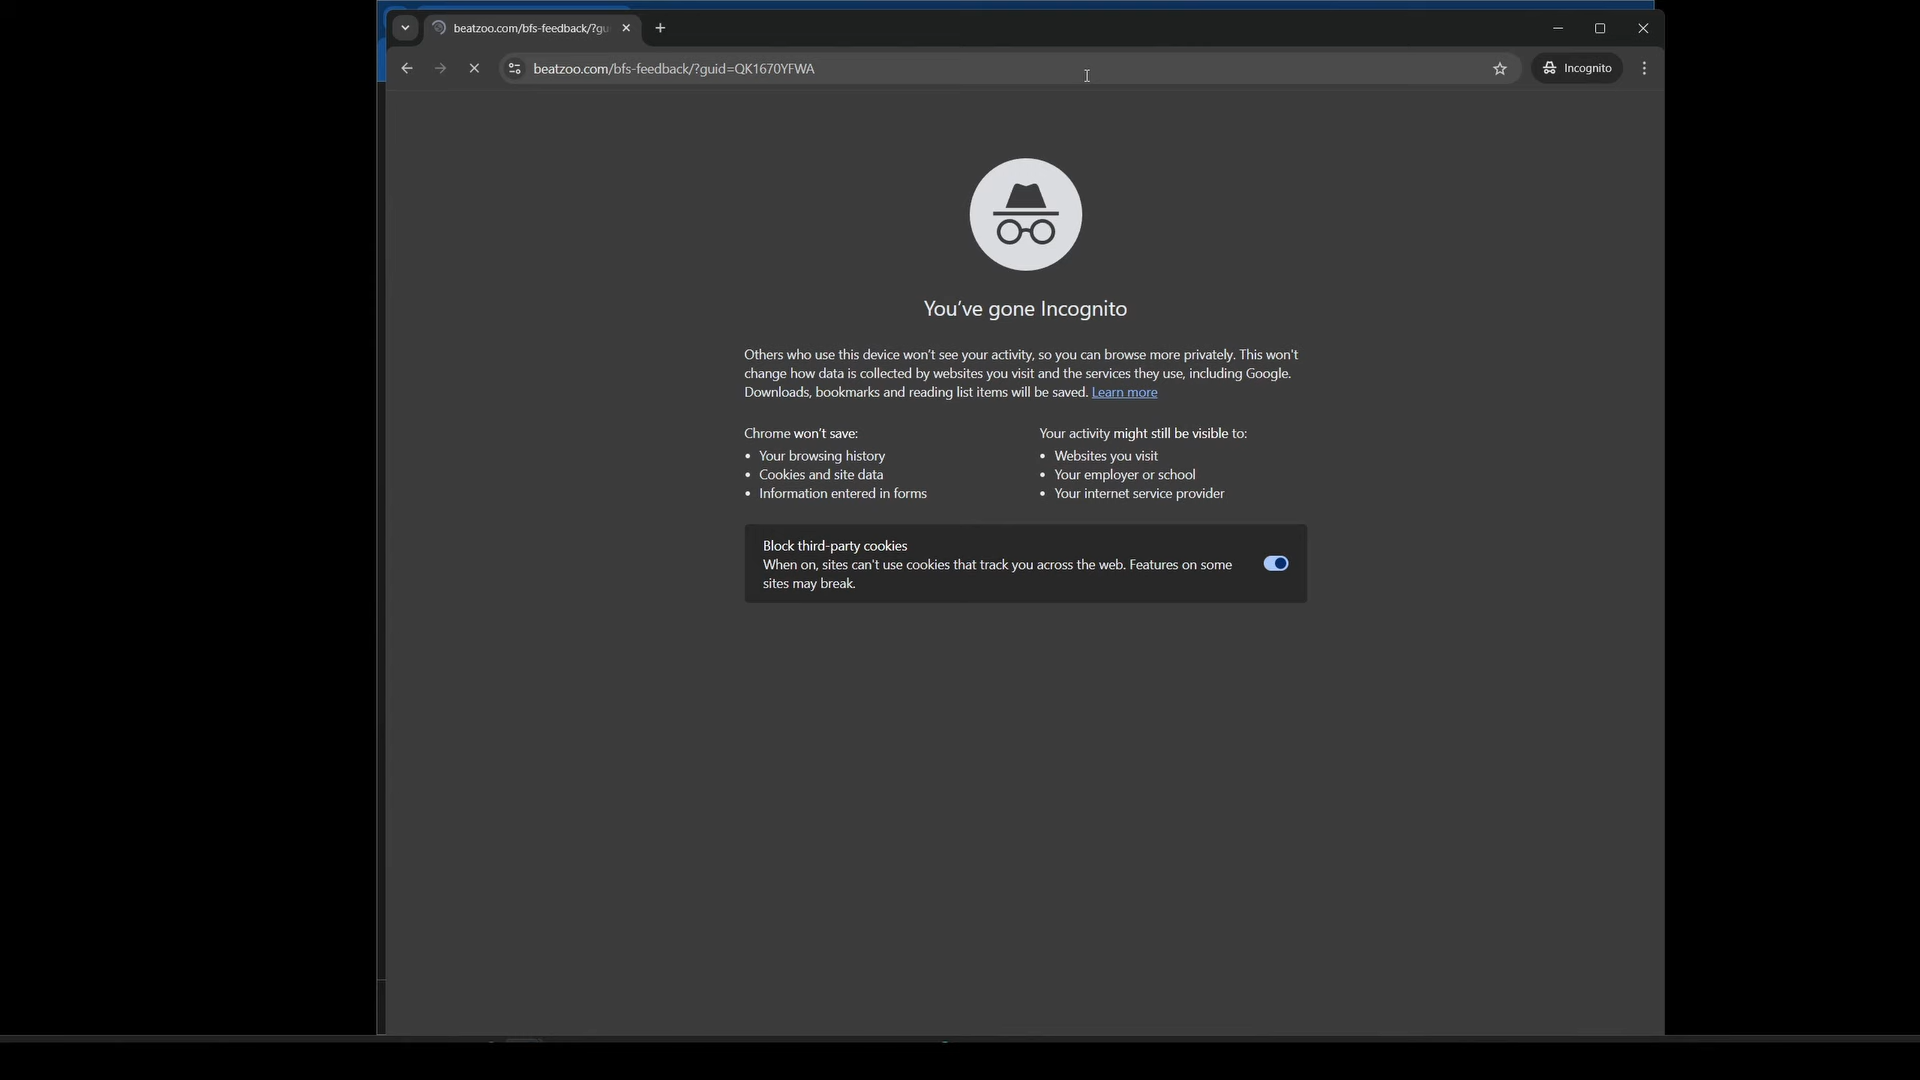 beatzoo.com/bfs-feedback/?gu
beatzoo.com/bfs-feedback/?guid=QK1670YFWA
Incognito
You've gone Incognito
Others who use this device won't see your activity, so you can browse more privately. This won't
change how data is collected by websites you visit and the services they use, including Google.
Downloads, bookmarks and reading list items will be saved. Learn more
Chrome won't save:
• Your browsing history
• Cookies and site data
• Information entered in forms
Your activity might still be visible to:
• Websites you visit
• Your employer or school
• Your internet service provider
Block third-party cookies
When on, sites can't use cookies that track you across the web. Features on some
sites may break.